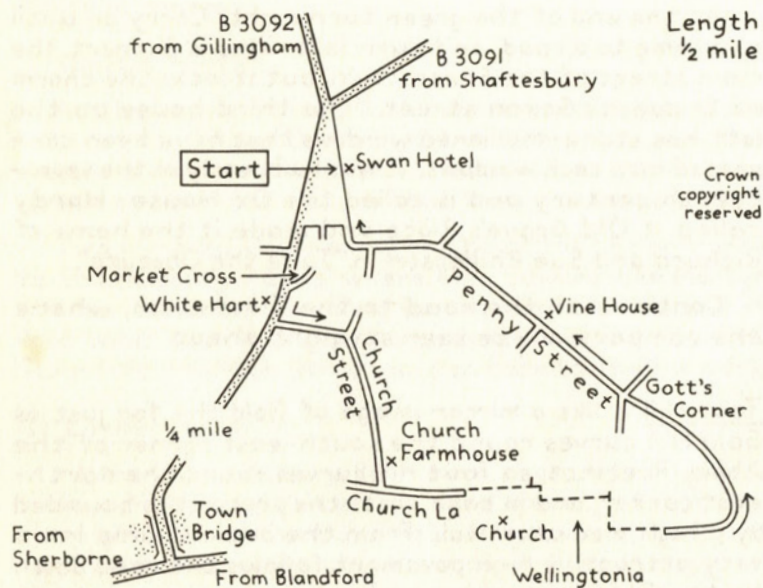 B 3092
from Gillingham
Length
½ mile
B 3091
from Shaftesbury
Start
Swan Hotel
Crown
copyright
reserved
Market Cross
White Hart
Penny Street
Vine House
Church
Street
Gott's
Corner
¼ mile
Church
Farmhouse
Town
Bridge
Church La
Church
From
Sherborne
From Blandford
Wellingtonia